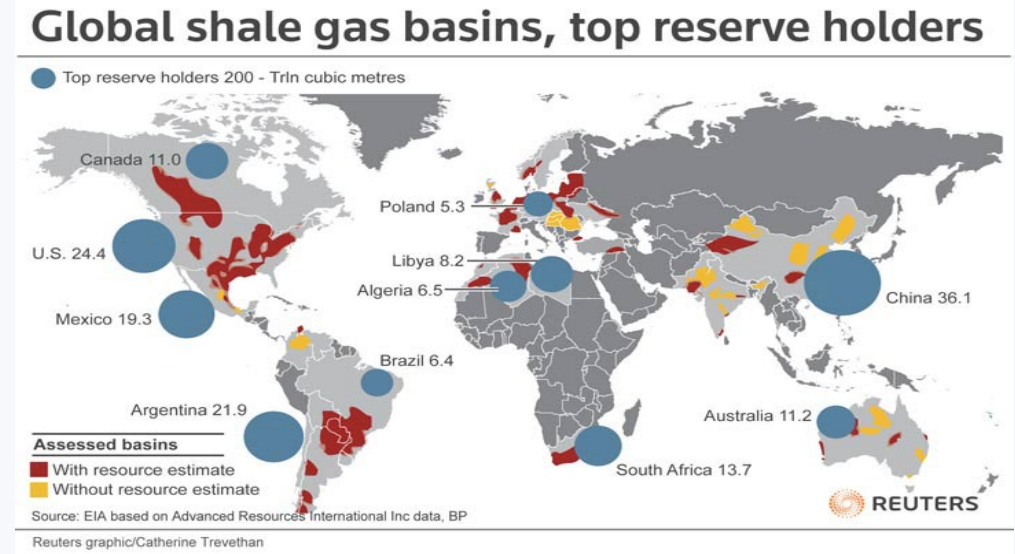 Global shale gas basins, top reserve holders
Top reserve holders 200 - Trln cubic metres
Canada 11.0
Poland 5.3
U.S. 24.4
Libya 8.2
Algeria 6.5
China 36.1
Mexico 19.3
Brazil 6.4
Argentina 21.9
Australia 11.2
South Africa 13.7
Assessed basins
With resource estimate
Without resource estimate
REUTERS
Source: EIA based on Advanced Resources International Inc data, BP
Reuters graphic/Catherine Trevethan